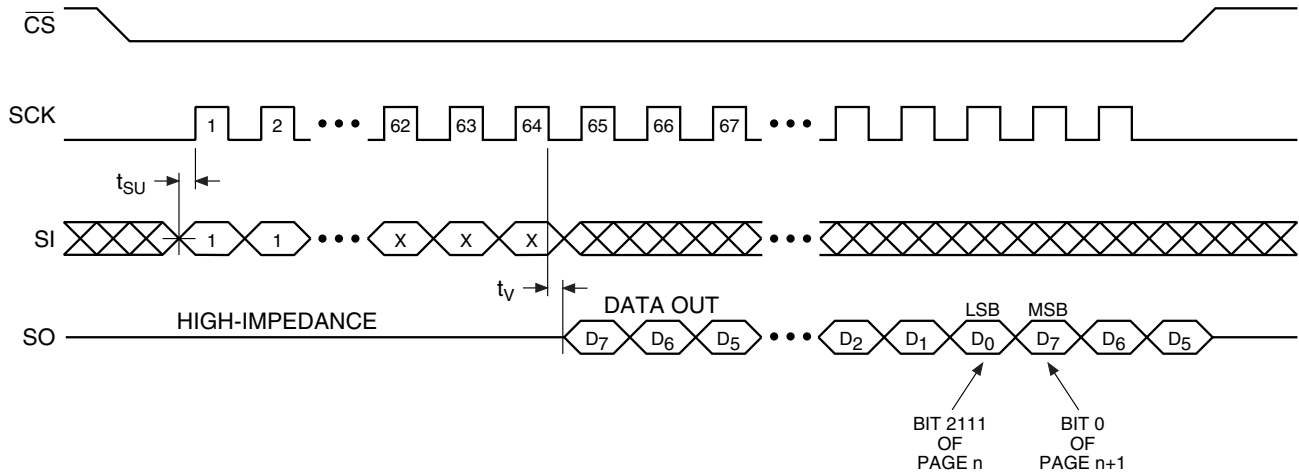 CS
SCK 1 2 ••• 62 63 64 65 66 67 •••
tSU
SI 1 1 ••• X X X •••
tV
HIGH-IMPEDANCE
DATA OUT
LSB MSB
SO D7 D6 D5 ••• D2 D1 D0 D7 D6 D5
BIT 2111
OF
PAGE n
BIT 0
OF
PAGE n+1